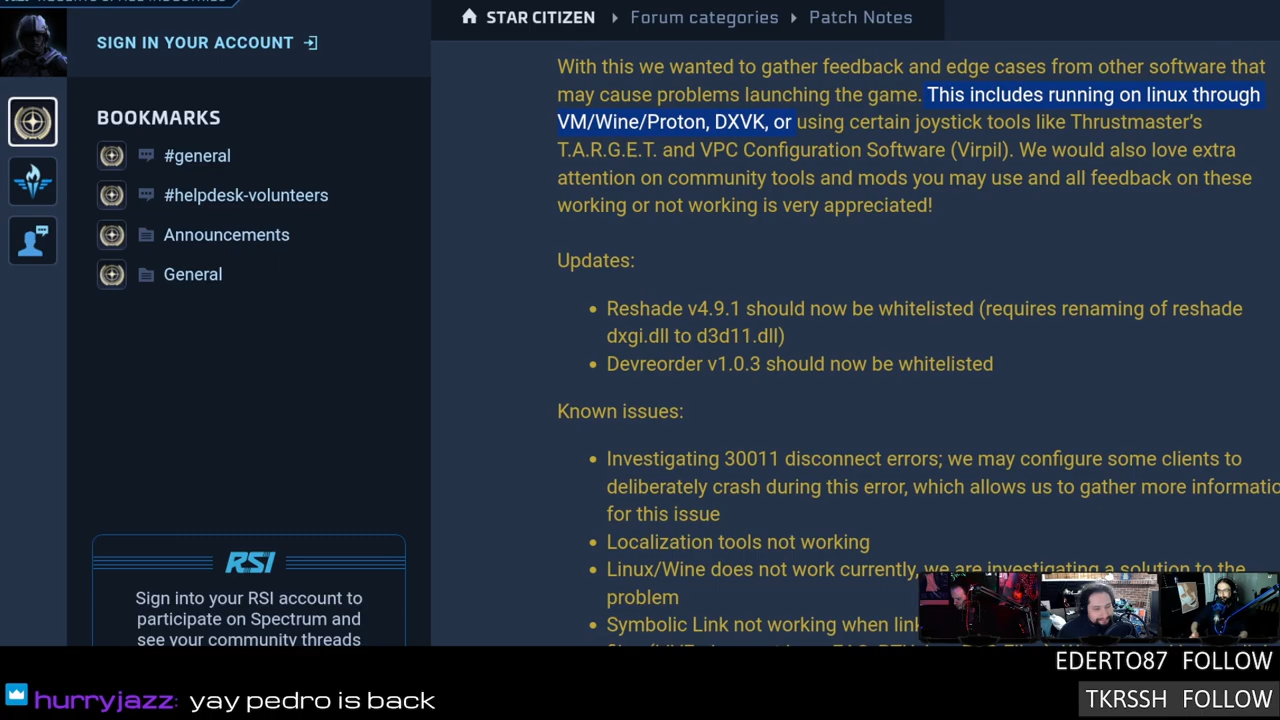 STAR CITIZEN
Forum categories
Patch Notes
SIGN IN YOUR ACCOUNT
BOOKMARKS
#general
#helpdesk-volunteers
Announcements
General
RSI
Sign into your RSI account to
participate on Spectrum and
see your community threads
With this we wanted to gather feedback and edge cases from other software that
may cause problems launching the game. This includes running on linux through
VM/Wine/Proton, DXVK, or using certain joystick tools like Thrustmaster's
T.A.R.G.E.T. and VPC Configuration Software (Virpil). We would also love extra
attention on community tools and mods you may use and all feedback on these
working or not working is very appreciated!
Updates:
Reshade v4.9.1 should now be whitelisted (requires renaming of reshade
dxgi.dll to d3d11.dll)
Devreorder v1.0.3 should now be whitelisted
Known issues:
Investigating 30011 disconnect errors; we may configure some clients to
deliberately crash during this error, which allows us to gather more informatio
for this issue
Localization tools not working
Linux/Wine does not work currently, we are investigating a solution to the
problem
Symbolic Link not working when lin
EDERTO87 FOLLOW
TKRSSH FOLLOW
hurryjazz: yay pedro is back